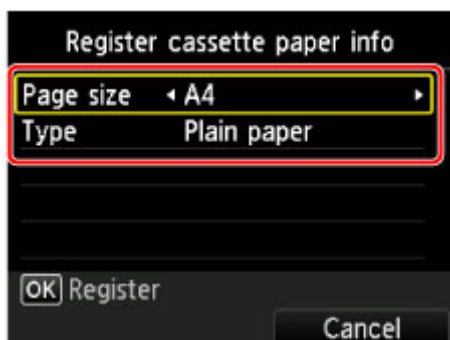 Register cassette paper info
Page size A4
Type Plain paper
OK Register
Cancel